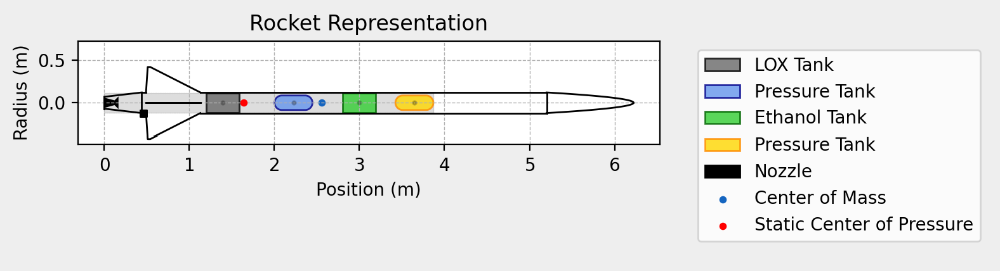 Rocket Representation
Radius (m)
0.5
0.0
0 1 2 3 4 5 6
Position (m)
LOX Tank
Pressure Tank
Ethanol Tank
Pressure Tank
Nozzle
Center of Mass
Static Center of Pressure